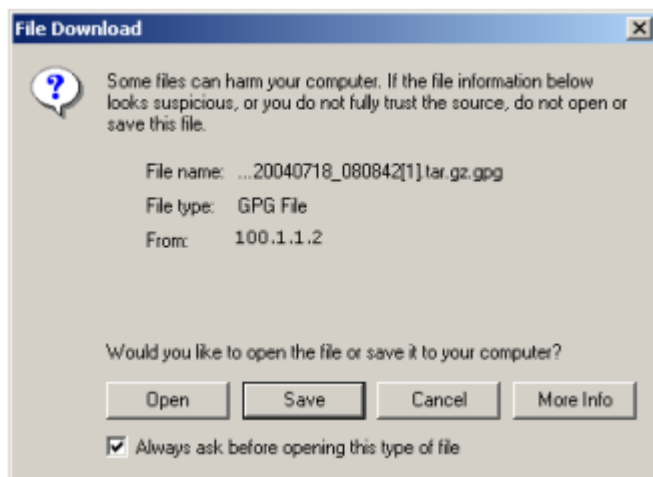 File Download
Some files can harm your computer. If the file information below
looks suspicious, or you do not fully trust the source, do not open or
save this file.
File name: ...20040718_080842[1].tar.gz.gpg
File type: GPG File
From: 100.1.1.2
Would you like to open the file or save it to your computer?
Open Save Cancel More Info
Always ask before opening this type of file